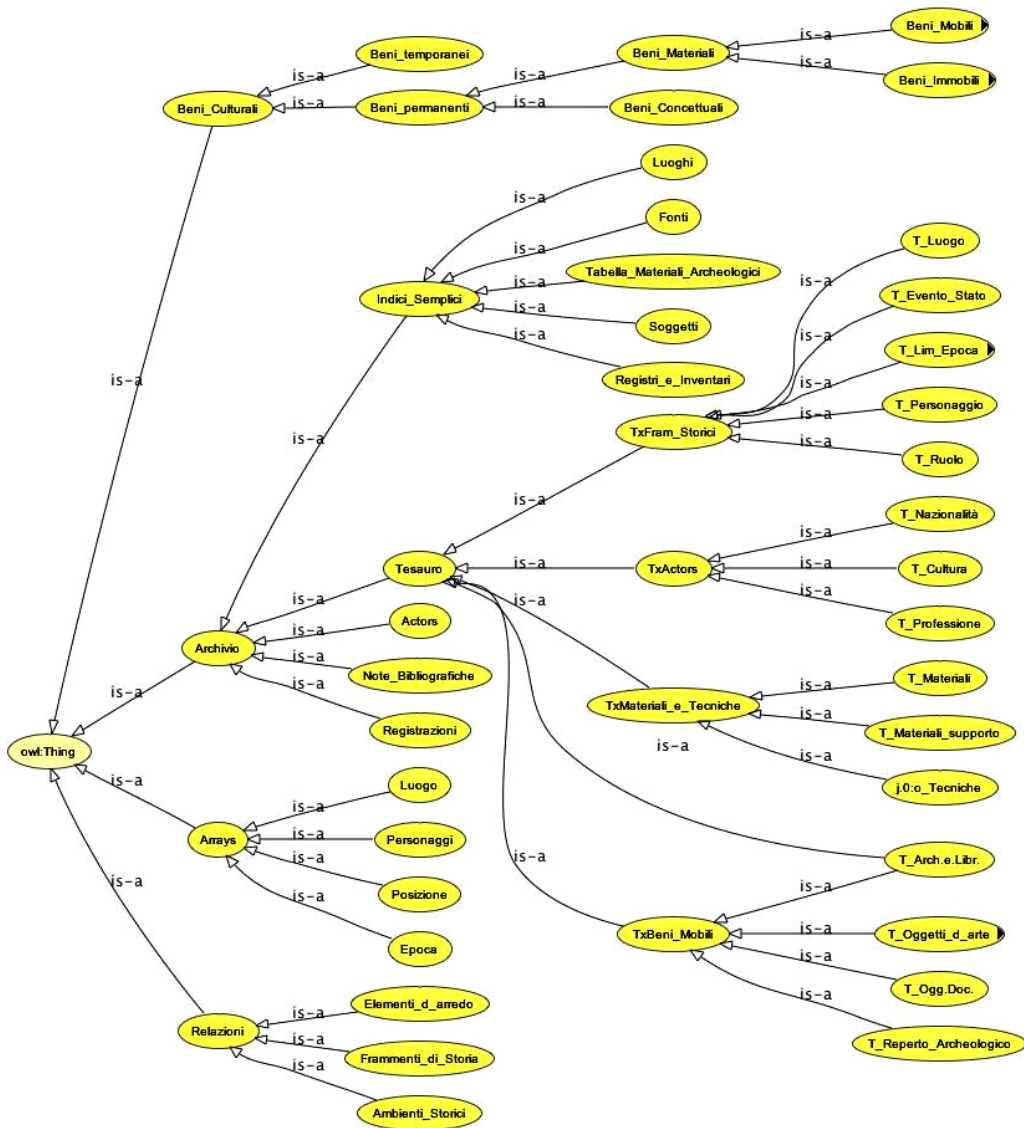 Beni_Mobili
Beni_temporanei
Beni_Materiali
is-a
is-a
is-a
Beni_Immobili
is-a
Beni_Culturali
is-a
Beni_permanenti
is-a
Beni_Concettuali
Luoghi
is-a
is-a
Fonti
is-a
T_Luogo
Tabella_Materiali_Archeologici
is-a
is-a
T_Evento_Stato
Indici_Semplici
is-a
Soggetti
is-a
T_Lim_Epoca
is-a
Registri_e_Inventari
is-a
is-a
T_Personaggio
is-a
TxFram_Storici
is-a
is-a
T_Ruolo
is-a
T_Nazionalità
is-a
Tesauro
is-a
TxActors
is-a
T_Cultura
is-a
is-a
is-a
T_Professione
Actors
is-a
Archivio
is-a
Note_Bibliografiche
T_Materiali
is-a
is-a
is-a
TxMateriali_e_Tecniche
is-a
T_Materiali_supporto
Registrazioni
is-a
is-a
owl:Thing
Luogo
j.0:o_Tecniche
is-a
Arrays
is-a
Personaggi
is-a
is-a
T_Arch.e.Libr.
is-a
is-a
is-a
Posizione
is-a
TxBeni_Mobili
is-a
T_Oggetti_d_arte
Epoca
is-a
T_Ogg.Doc.
Elementi_d_arredo
is-a
is-a
Relazioni
is-a
T_Reperto_Archeologico
Frammenti_di_Storia
is-a
Ambienti_Storici